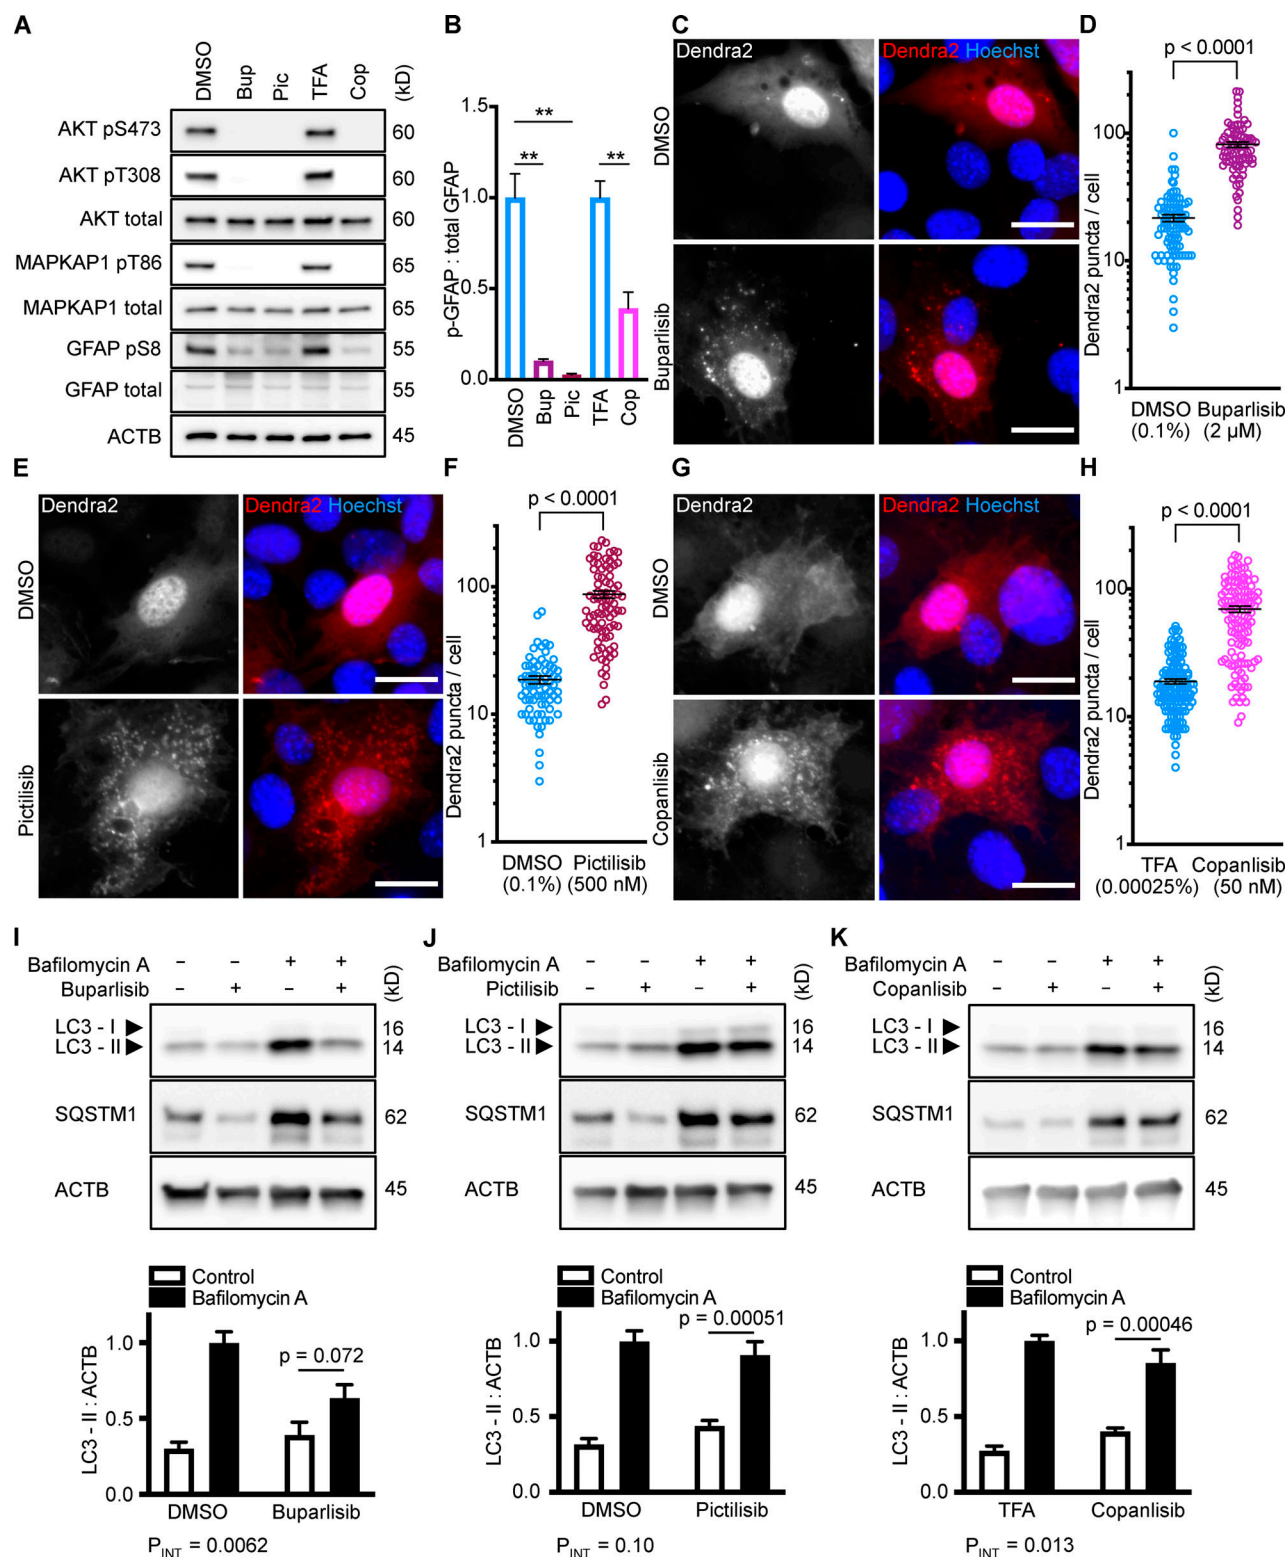 A
DMSO
Bup
Pic
TFA
Cop
(kD)
AKT pS473
60
AKT pT308
60
AKT total
60
MAPKAP1 pT86
65
MAPKAP1 total
65
GFAP pS8
55
GFAP total
55
ACTB
45
B
p-GFAP : total GFAP
1.5
1.0
0.5
0.0
**
**
**
DMSO
Bup
Pic
TFA
Cop
C
Dendra2
Dendra2 Hoechst
DMSO
Buparlisib
D
p < 0.0001
Dendra2 puncta / cell
100
10
1
DMSO Buparlisib
(0.1%) (2 µM)
E
Dendra2
Dendra2 Hoechst
DMSO
Pictilisib
F
p < 0.0001
Dendra2 puncta / cell
100
10
1
DMSO Pictilisib
(0.1%) (500 nM)
G
Dendra2
Dendra2 Hoechst
DMSO
Copanlisib
H
p < 0.0001
Dendra2 puncta / cell
100
10
1
TFA Copanlisib
(0.00025%) (50 nM)
I
Bafilomycin A – – + +
Buparlisib – + – +
(kD)
LC3 - I 16
LC3 - II 14
SQSTM1 62
ACTB 45
Control
Bafilomycin A
LC3 - II : ACTB
1.0
0.5
0.0
p = 0.072
DMSO Buparlisib
PINT = 0.0062
J
Bafilomycin A – – + +
Pictilisib – + – +
(kD)
LC3 - I 16
LC3 - II 14
SQSTM1 62
ACTB 45
Control
Bafilomycin A
LC3 - II : ACTB
1.0
0.5
0.0
p = 0.00051
DMSO Pictilisib
PINT = 0.10
K
Bafilomycin A – – + +
Copanlisib – + – +
(kD)
LC3 - I 16
LC3 - II 14
SQSTM1 62
ACTB 45
Control
Bafilomycin A
LC3 - II : ACTB
1.0
0.5
0.0
p = 0.00046
TFA Copanlisib
PINT = 0.013